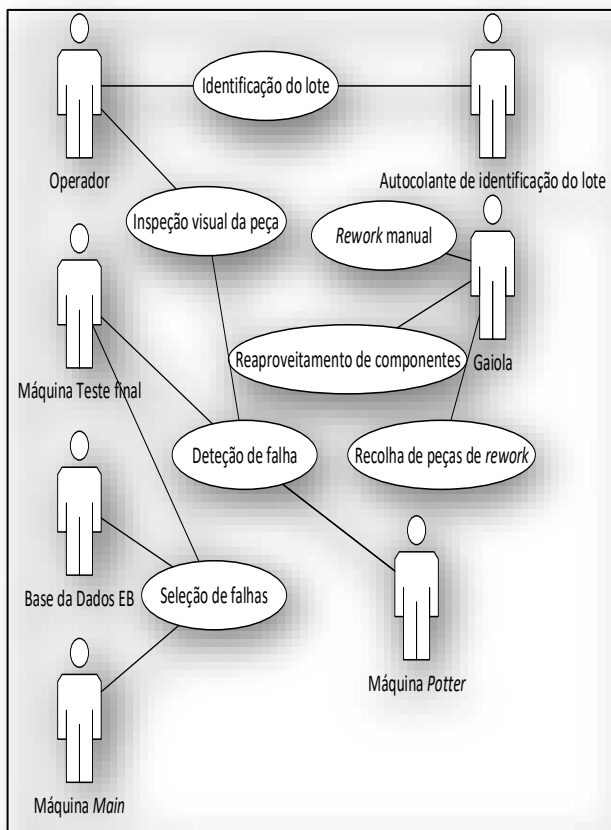 Identificação do lote
Operador
Autocolante de identificação do lote
Inspeção visual da peça
Rework manual
Reaproveitamento de componentes
Gaiola
Máquina Teste final
Deteção de falha
Recolha de peças de rework
Base da Dados EB
Seleção de falhas
Máquina Potter
Máquina Main